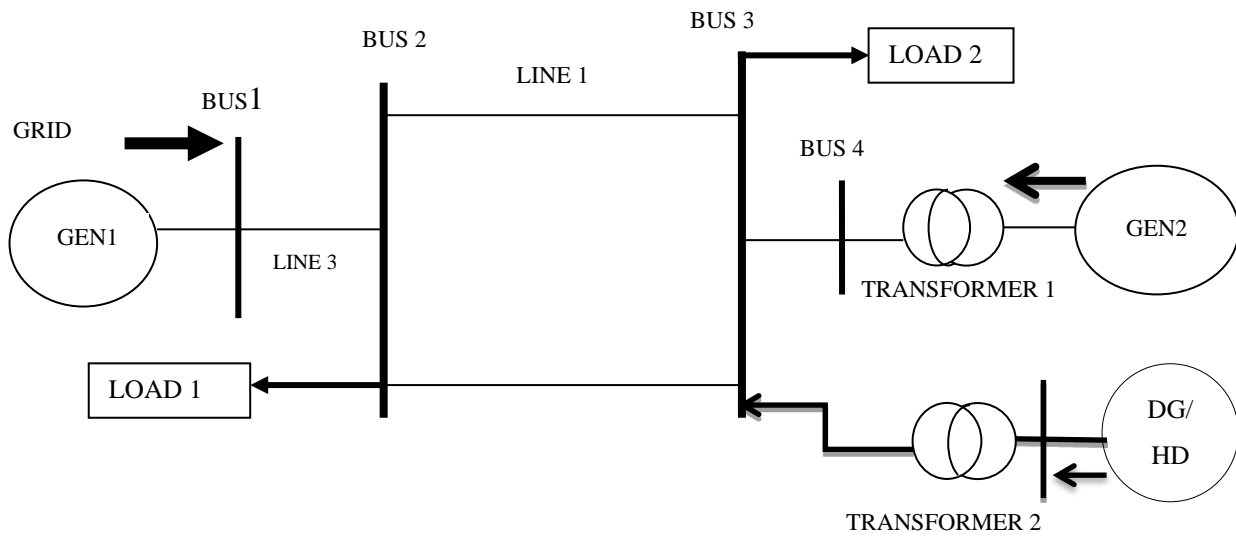 BUS 3
BUS 2
LOAD 2
LINE 1
BUS1
GRID
BUS 4
GEN1
GEN2
LINE 3
TRANSFORMER 1
LOAD 1
DG/
HD
TRANSFORMER 2